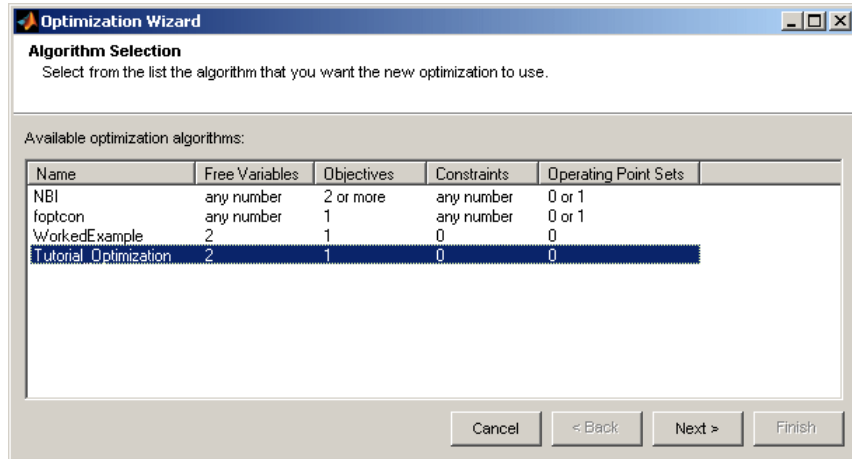 Optimization Wizard
Algorithm Selection
Select from the list the algorithm that you want the new optimization to use.
Available optimization algorithms:
Name Free Variables Objectives Constraints Operating Point Sets
NBI any number 2 or more any number 0 or 1
foptcon any number 1 any number 0 or 1
WorkedExample 2 1 0 0
Tutorial_Optimization 2 1 0 0
Cancel < Back Next > Finish